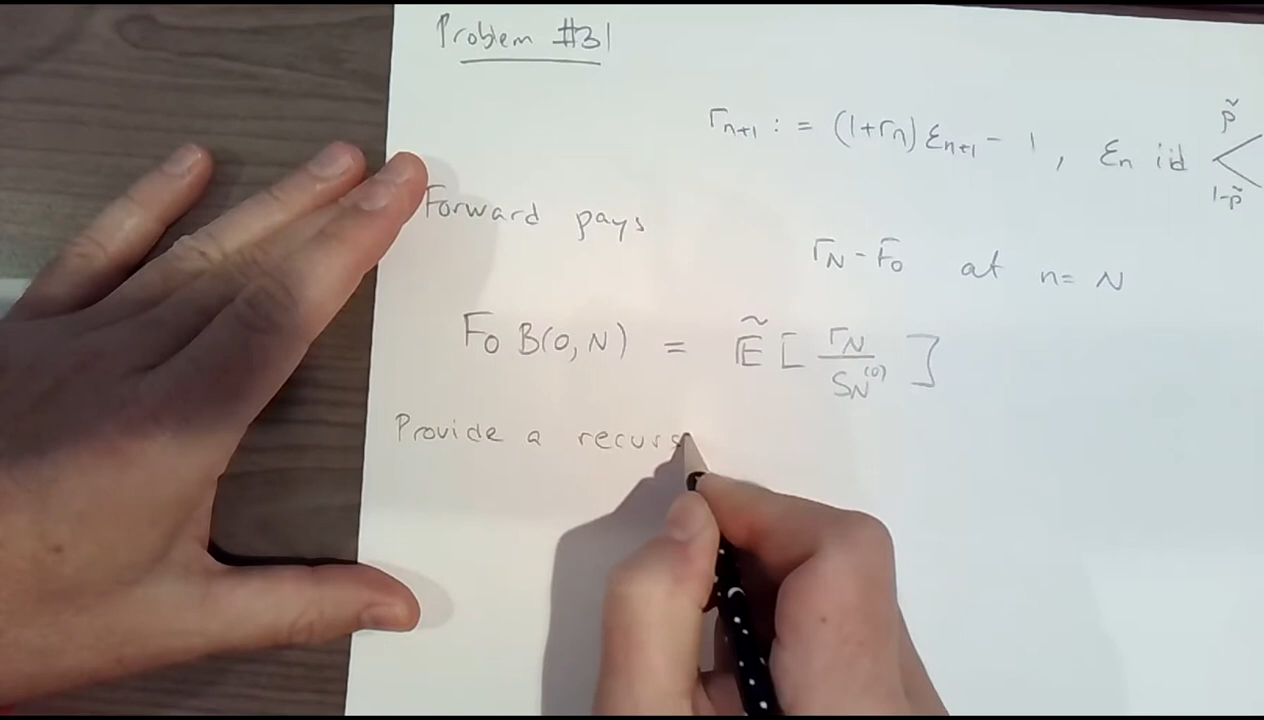 Problem #31
r_{n+1} := (1+r_n) ε_{n+1} - 1, ε_n iid < p̃
1-p̃
Forward pays
r_N - F_0 at n = N
F_0 B(0,N) = Ẽ[ r_N / S_N^{(0)} ]
Provide a recurs